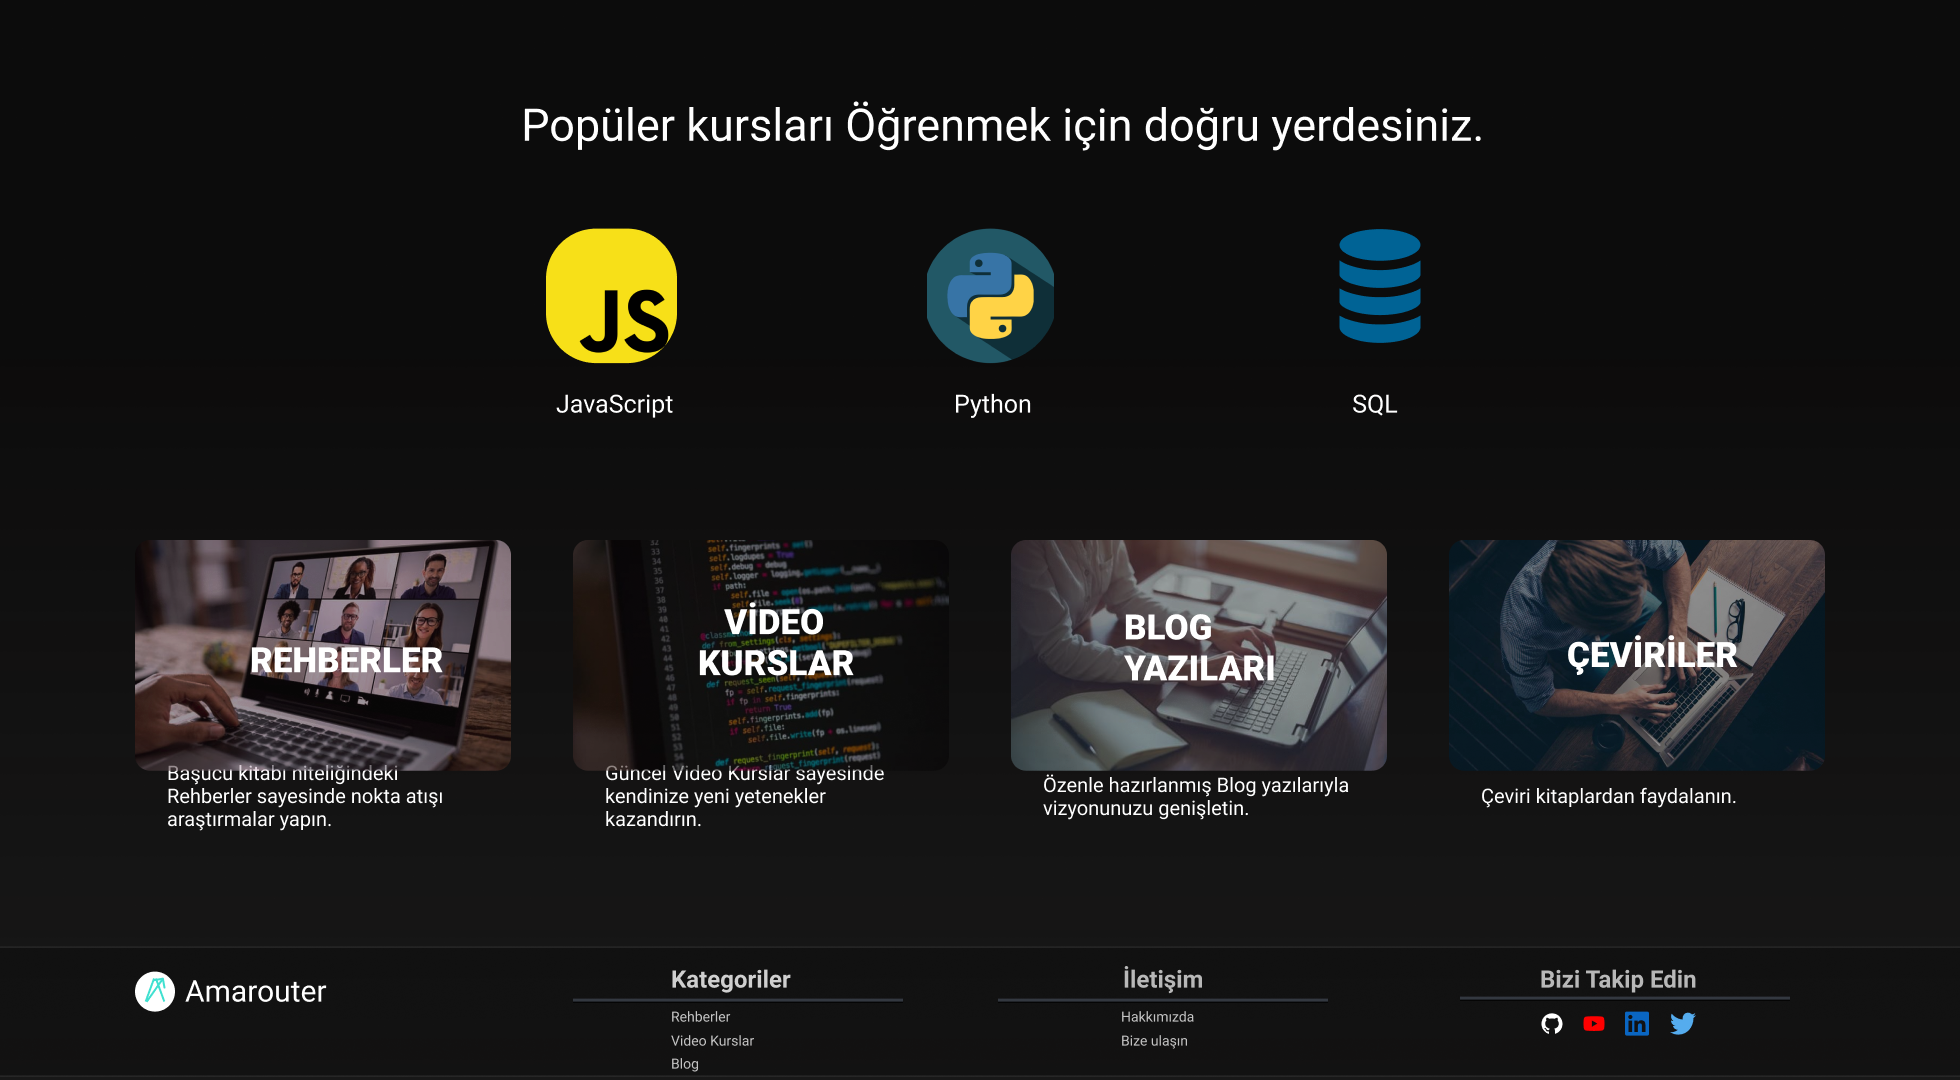 Popüler kursları Öğrenmek için doğru yerdesiniz.
JS
JavaScript
Python
SQL
REHBERLER
VİDEO
KURSLAR
BLOG
YAZILARI
ÇEVİRİLER
Başucu kitabı niteliğindeki
Rehberler sayesinde nokta atışı
araştırmalar yapın.
Güncel Video Kurslar sayesinde
kendinize yeni yetenekler
kazandırın.
Özenle hazırlanmış Blog yazılarıyla
vizyonunuzu genişletin.
Çeviri kitaplardan faydalanın.
Amarouter
Kategoriler
Rehberler
Video Kurslar
Blog
İletişim
Hakkımızda
Bize ulaşın
Bizi Takip Edin
in